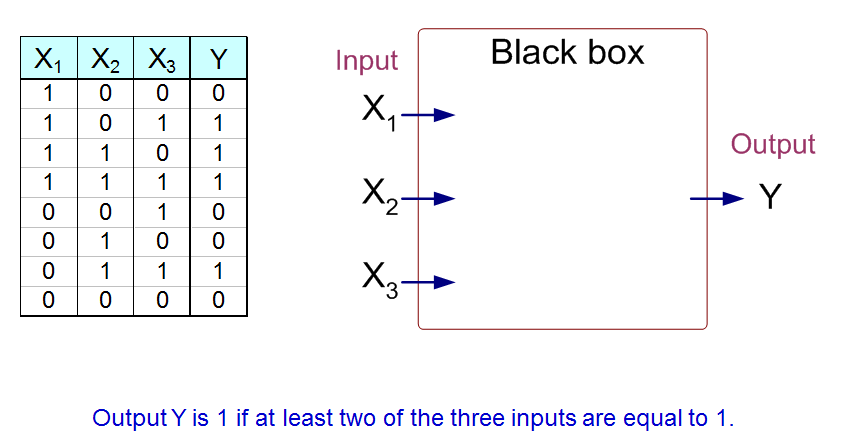 X1 X2 X3 Y
1 0 0 0
1 0 1 1
1 1 0 1
1 1 1 1
0 0 1 0
0 1 0 0
0 1 1 1
0 0 0 0
Input
X1
X2
X3
Black box
Output
Y
Output Y is 1 if at least two of the three inputs are equal to 1.